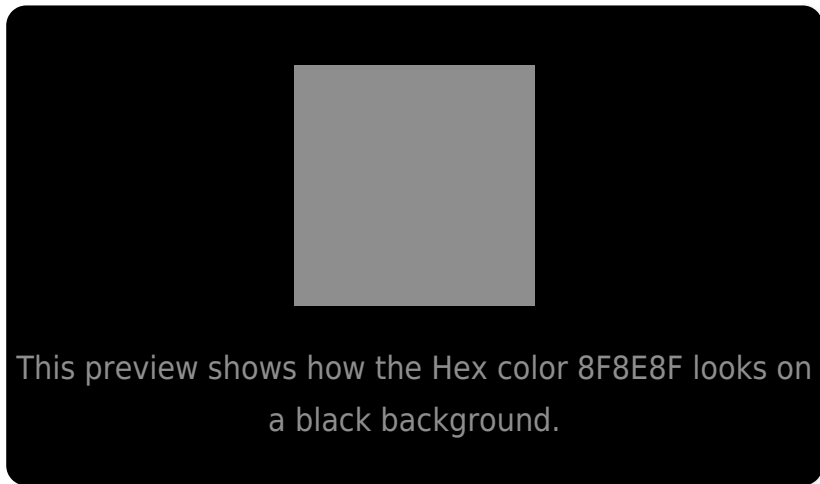 This preview shows how the Hex color 8F8E8F looks on
a black background.